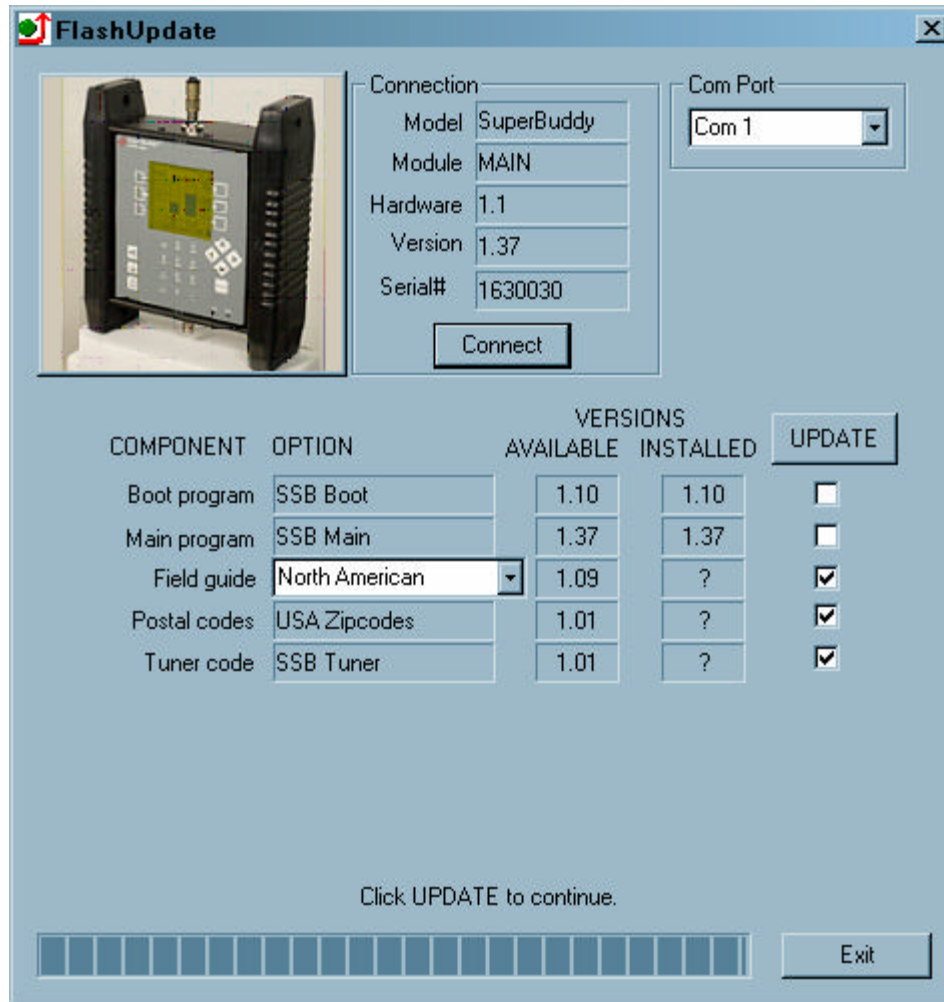 FlashUpdate
Connection
Model SuperBuddy
Module MAIN
Hardware 1.1
Version 1.37
Serial# 1630030
Connect
Com Port
Com 1
VERSIONS
COMPONENT OPTION AVAILABLE INSTALLED UPDATE
Boot program SSB Boot 1.10 1.10
Main program SSB Main 1.37 1.37
Field guide North American 1.09 ?
Postal codes USA Zipcodes 1.01 ?
Tuner code SSB Tuner 1.01 ?
Click UPDATE to continue.
Exit